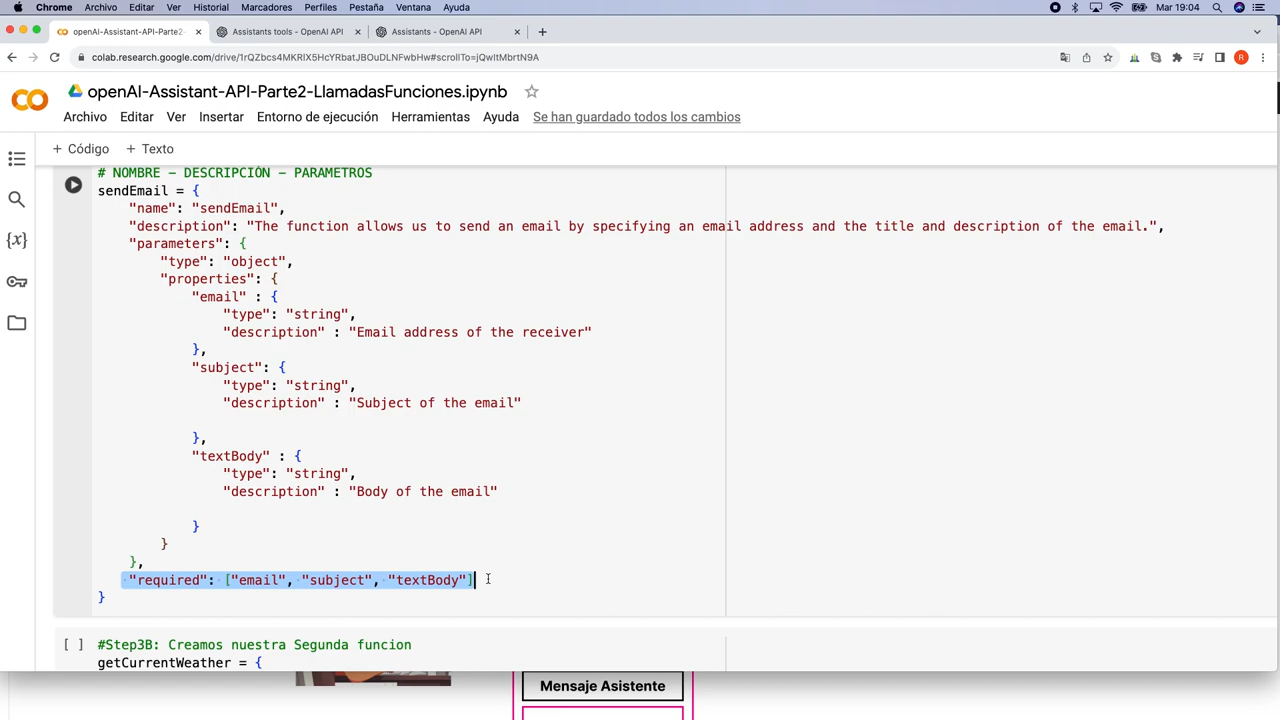 Chrome Archivo Editar Ver Historial Marcadores Perfiles Pestaña Ventana Ayuda Mar 19:04
openAI-Assistant-API-Parte2- Assistants tools - OpenAI API Assistants - OpenAI API
colab.research.google.com/drive/1rQZbcs4MKRlX5HcYRbatJBOuDLNFwbHw#scrollTo=jQwItMbrtN9A R
openAI-Assistant-API-Parte2-LlamadasFunciones.ipynb
Archivo Editar Ver Insertar Entorno de ejecución Herramientas Ayuda Se han guardado todos los cambios
+ Código + Texto
# NOMBRE – DESCRIPCIÓN – PARAMETROS
sendEmail = {
"name": "sendEmail",
"description": "The function allows us to send an email by specifying an email address and the title and description of the email.",
"parameters": {
"type": "object",
"properties": {
"email" : {
"type": "string",
"description" : "Email address of the receiver"
},
"subject": {
"type": "string",
"description" : "Subject of the email"
},
"textBody" : {
"type": "string",
"description" : "Body of the email"
}
}
},
"required": ["email", "subject", "textBody"]
}
[ ] #Step3B: Creamos nuestra Segunda funcion
getCurrentWeather = {
Mensaje Asistente